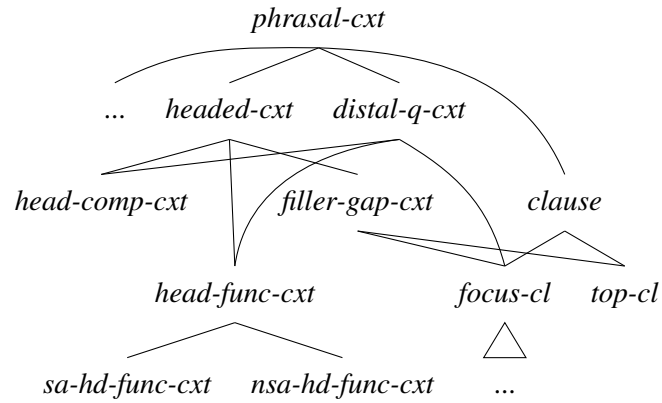 phrasal-cxt
... headed-cxt distal-q-cxt
head-comp-cxt filler-gap-cxt clause
head-func-cxt focus-cl top-cl
sa-hd-func-cxt nsa-hd-func-cxt ...